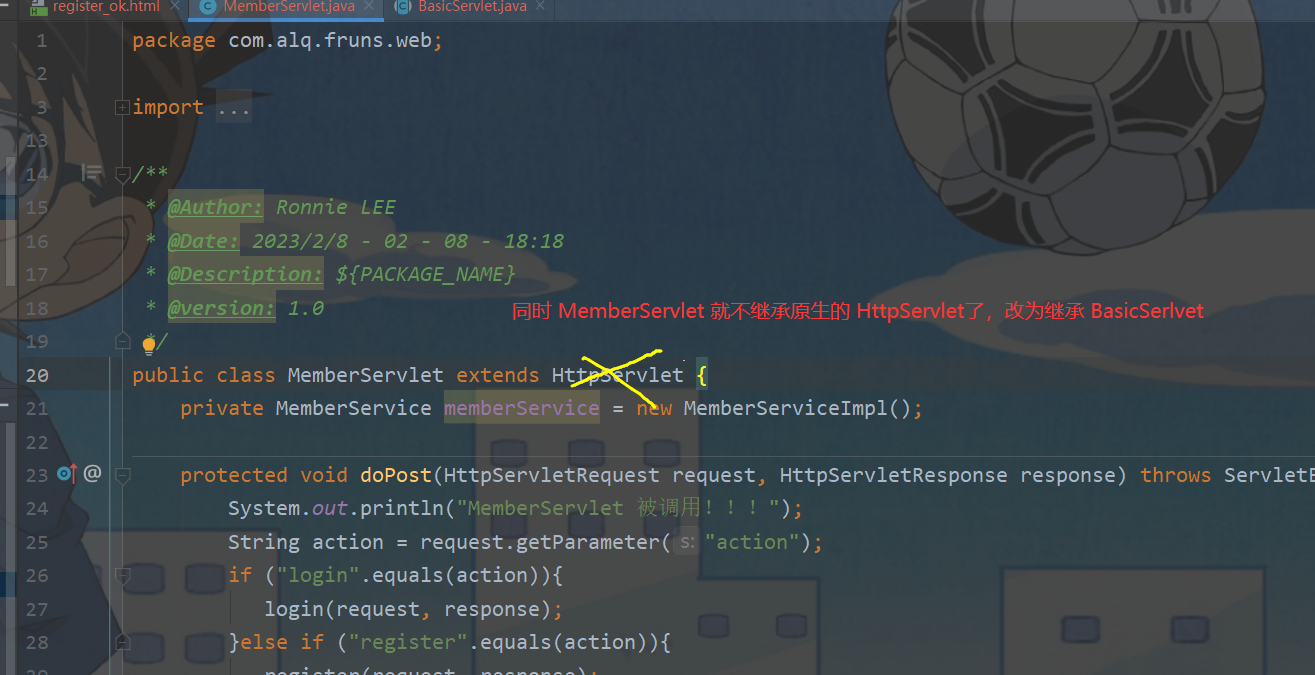 register_ok.html MemberServlet.java BasicServlet.java
1 package com.alq.fruns.web;
2
3 import ...
13
14 /**
15 * @Author: Ronnie LEE
16 * @Date: 2023/2/8 - 02 - 08 - 18:18
17 * @Description: ${PACKAGE_NAME}
18 * @version: 1.0
同时 MemberServlet 就不继承原生的 HttpServlet了，改为继承 BasicSerlvet
19 */
20 public class MemberServlet extends HttpServlet {
21 private MemberService memberService = new MemberServiceImpl();
22
23 @ protected void doPost(HttpServletRequest request, HttpServletResponse response) throws ServletE
24 System.out.println("MemberServlet 被调用！！！");
25 String action = request.getParameter( s: "action");
26 if ("login".equals(action)){
27 login(request, response);
28 }else if ("register".equals(action)){
register(request, response);